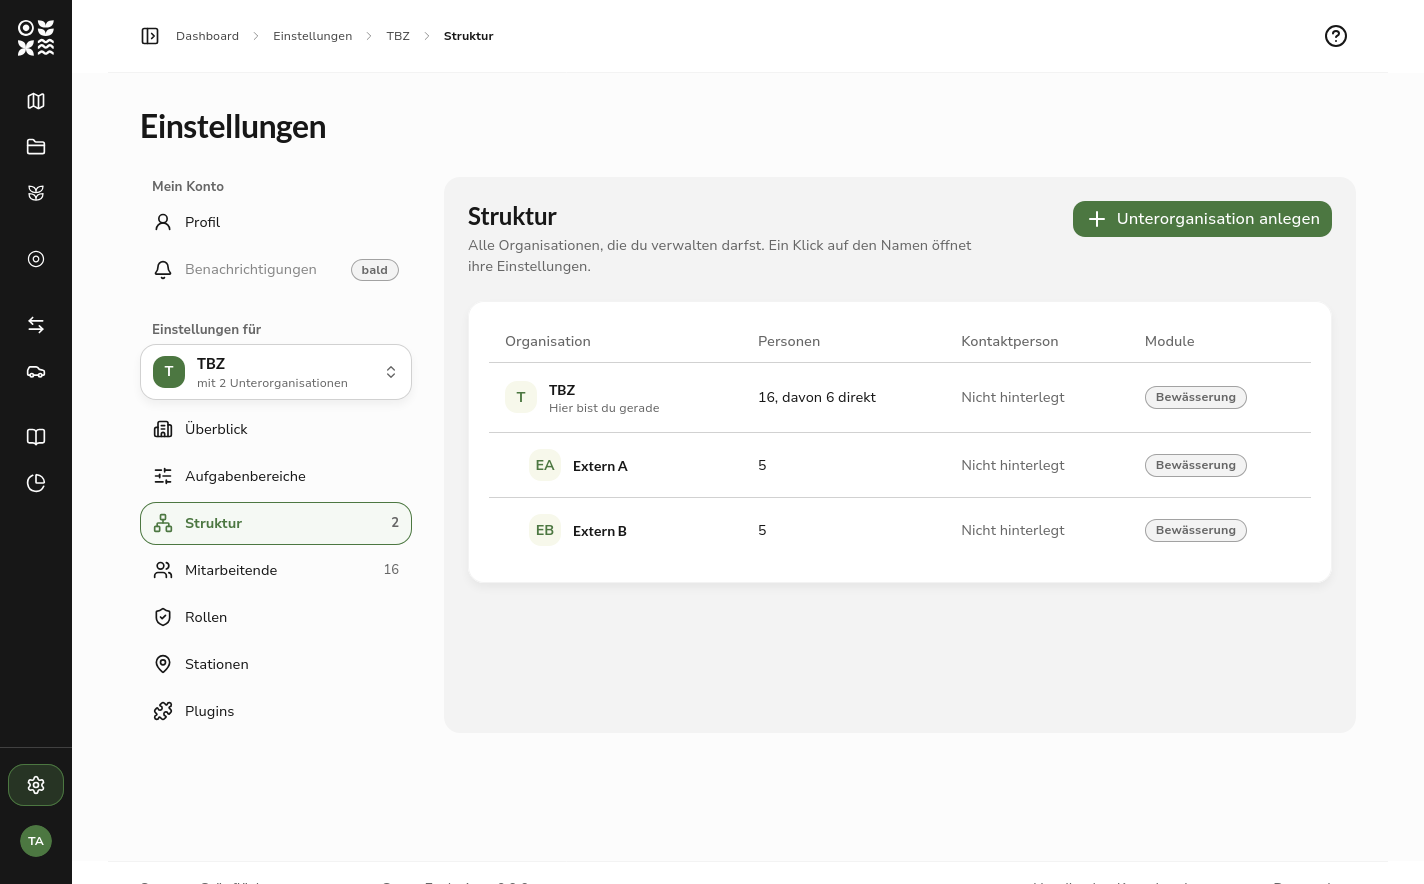 Dashboard > Einstellungen > TBZ > Struktur
Einstellungen
Mein Konto
Profil
Benachrichtigungen bald
Einstellungen für
T TBZ
mit 2 Unterorganisationen
Überblick
Aufgabenbereiche
Struktur 2
Mitarbeitende 16
Rollen
Stationen
Plugins
TA
Struktur
Alle Organisationen, die du verwalten darfst. Ein Klick auf den Namen öffnet
ihre Einstellungen.
Unterorganisation anlegen
Organisation Personen Kontaktperson Module
T TBZ 16, davon 6 direkt Nicht hinterlegt Bewässerung
Hier bist du gerade
EA Extern A 5 Nicht hinterlegt Bewässerung
EB Extern B 5 Nicht hinterlegt Bewässerung